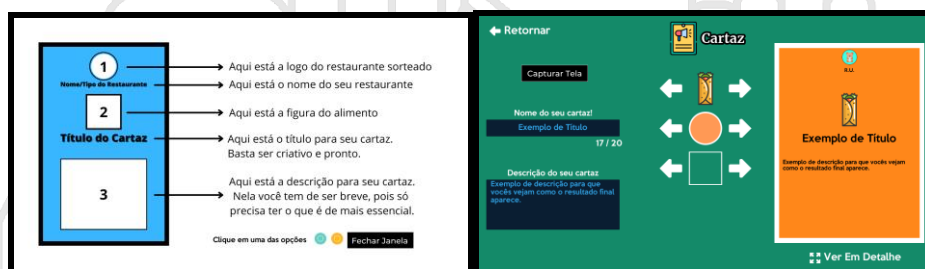 1
Aqui está a logo do restaurante sorteado
Nome/Tipo do Restaurante
Aqui está o nome do seu restaurante
2
Aqui está a figura do alimento
Título do Cartaz
Aqui está o título para seu cartaz.
Basta ser criativo e pronto.
3
Aqui está a descrição para seu cartaz.
Nela você tem de ser breve, pois só
precisa ter o que é de mais essencial.
Clique em uma das opções
Fechar Janela
Retornar
Cartaz
Capturar Tela
Nome do seu cartaz!
Exemplo de Título
17 / 20
Descrição do seu cartaz
Exemplo de descrição para que
vocês vejam como o resultado final
aparece.
R.U.
Exemplo de Título
Exemplo de descrição para que vocês vejam
como o resultado final aparece.
Ver Em Detalhe